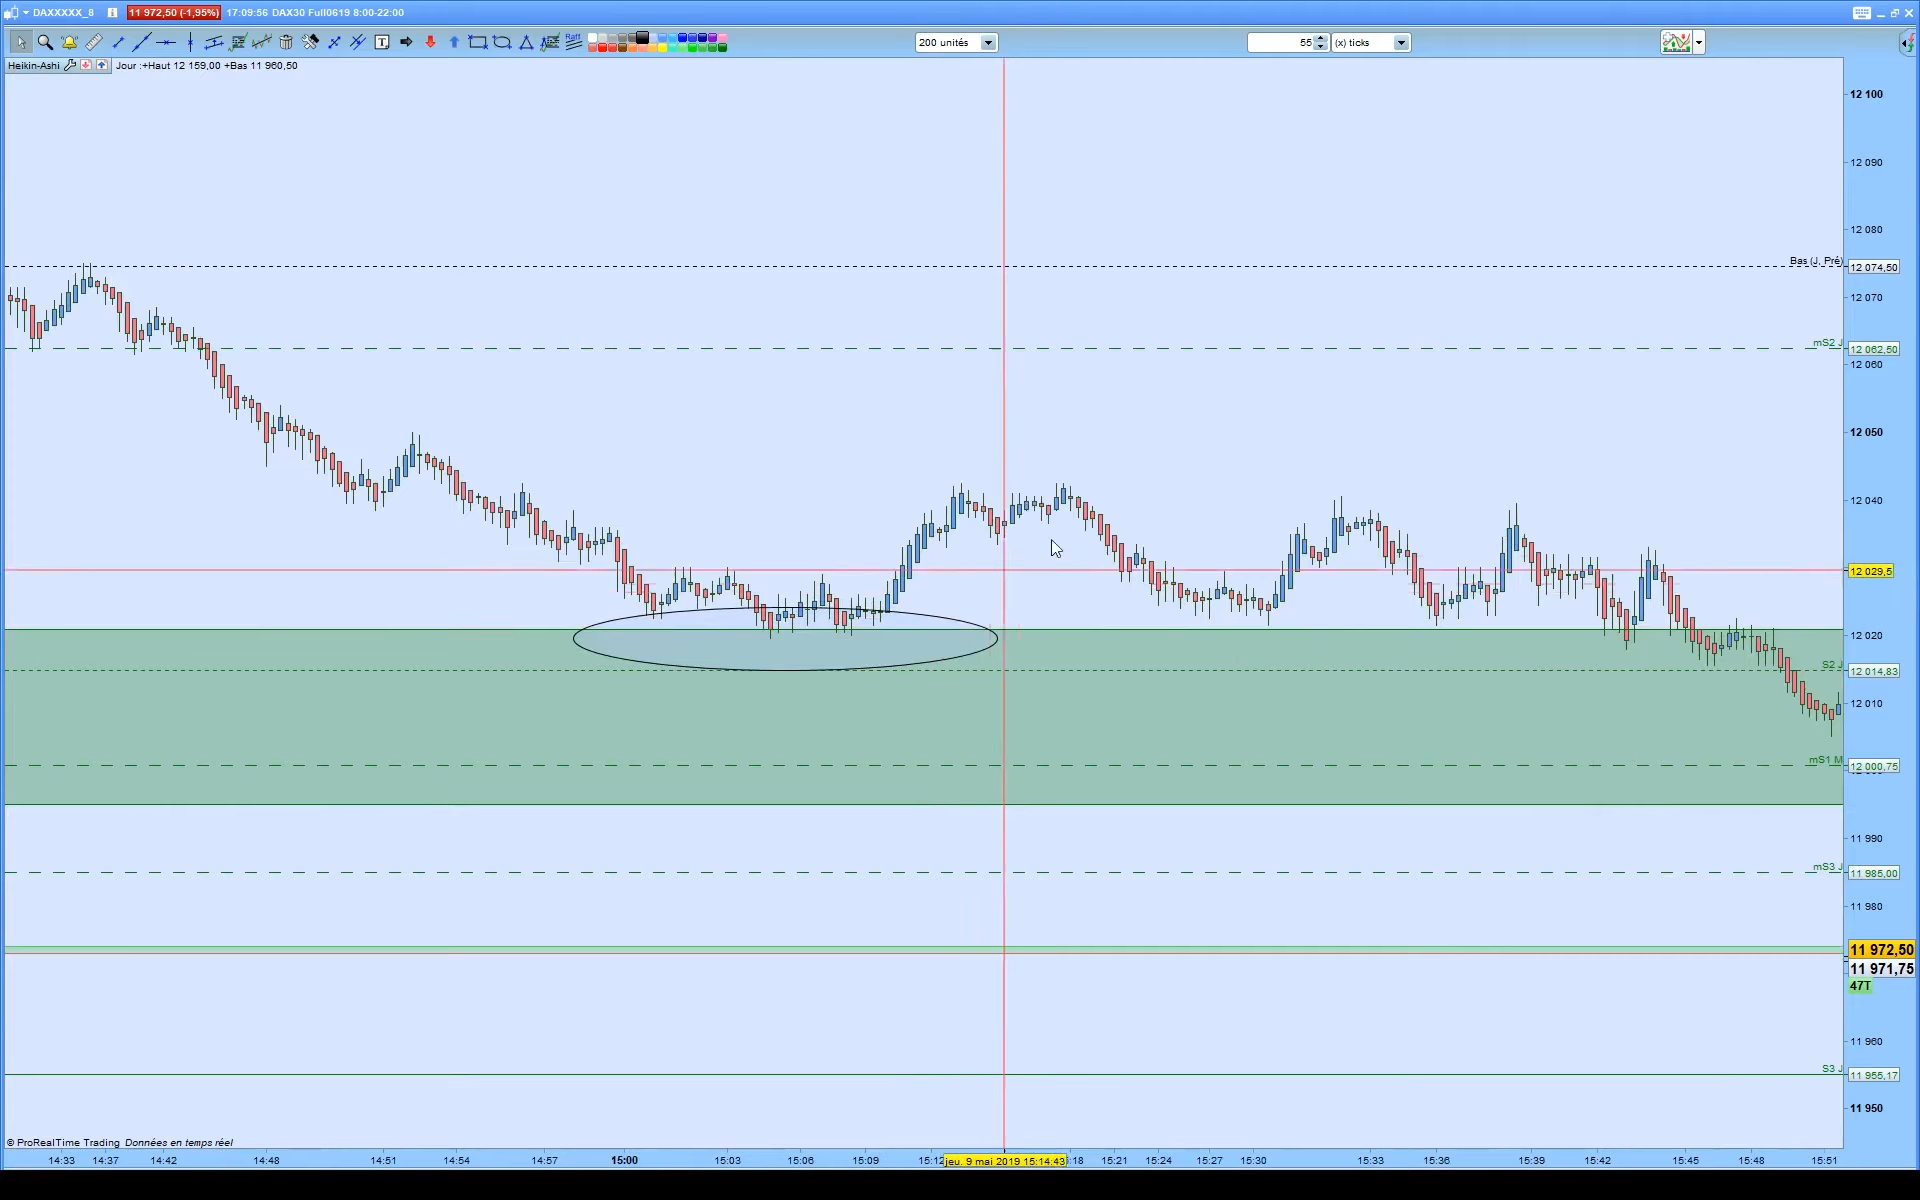 DAXXXXX_8 11 972,50 (-1,95%) 17:09:56 DAX30 Full0619 8:00-22:00
Raff 200 unités 55 (x) ticks
Heikin-Ashi Jour :+Haut 12 159,00 +Bas 11 960,50
12 100
12 090
12 080
Bas (J, Pré) 12 074,50
12 070
mS2 J 12 062,50
12 060
12 050
12 040
12 029,5
12 020
S2 J 12 014,83
12 010
mS1 M 12 000,75
11 990
mS3 J 11 985,00
11 980
11 972,50
11 971,75
47T
11 960
S3 J 11 955,17
11 950
© ProRealTime Trading Données en temps réel
14:33 14:37 14:42 14:48 14:51 14:54 14:57 15:00 15:03 15:06 15:09 15:12 jeu. 9 mai 2019 15:14:43 :18 15:21 15:24 15:27 15:30 15:33 15:36 15:39 15:42 15:45 15:48 15:51